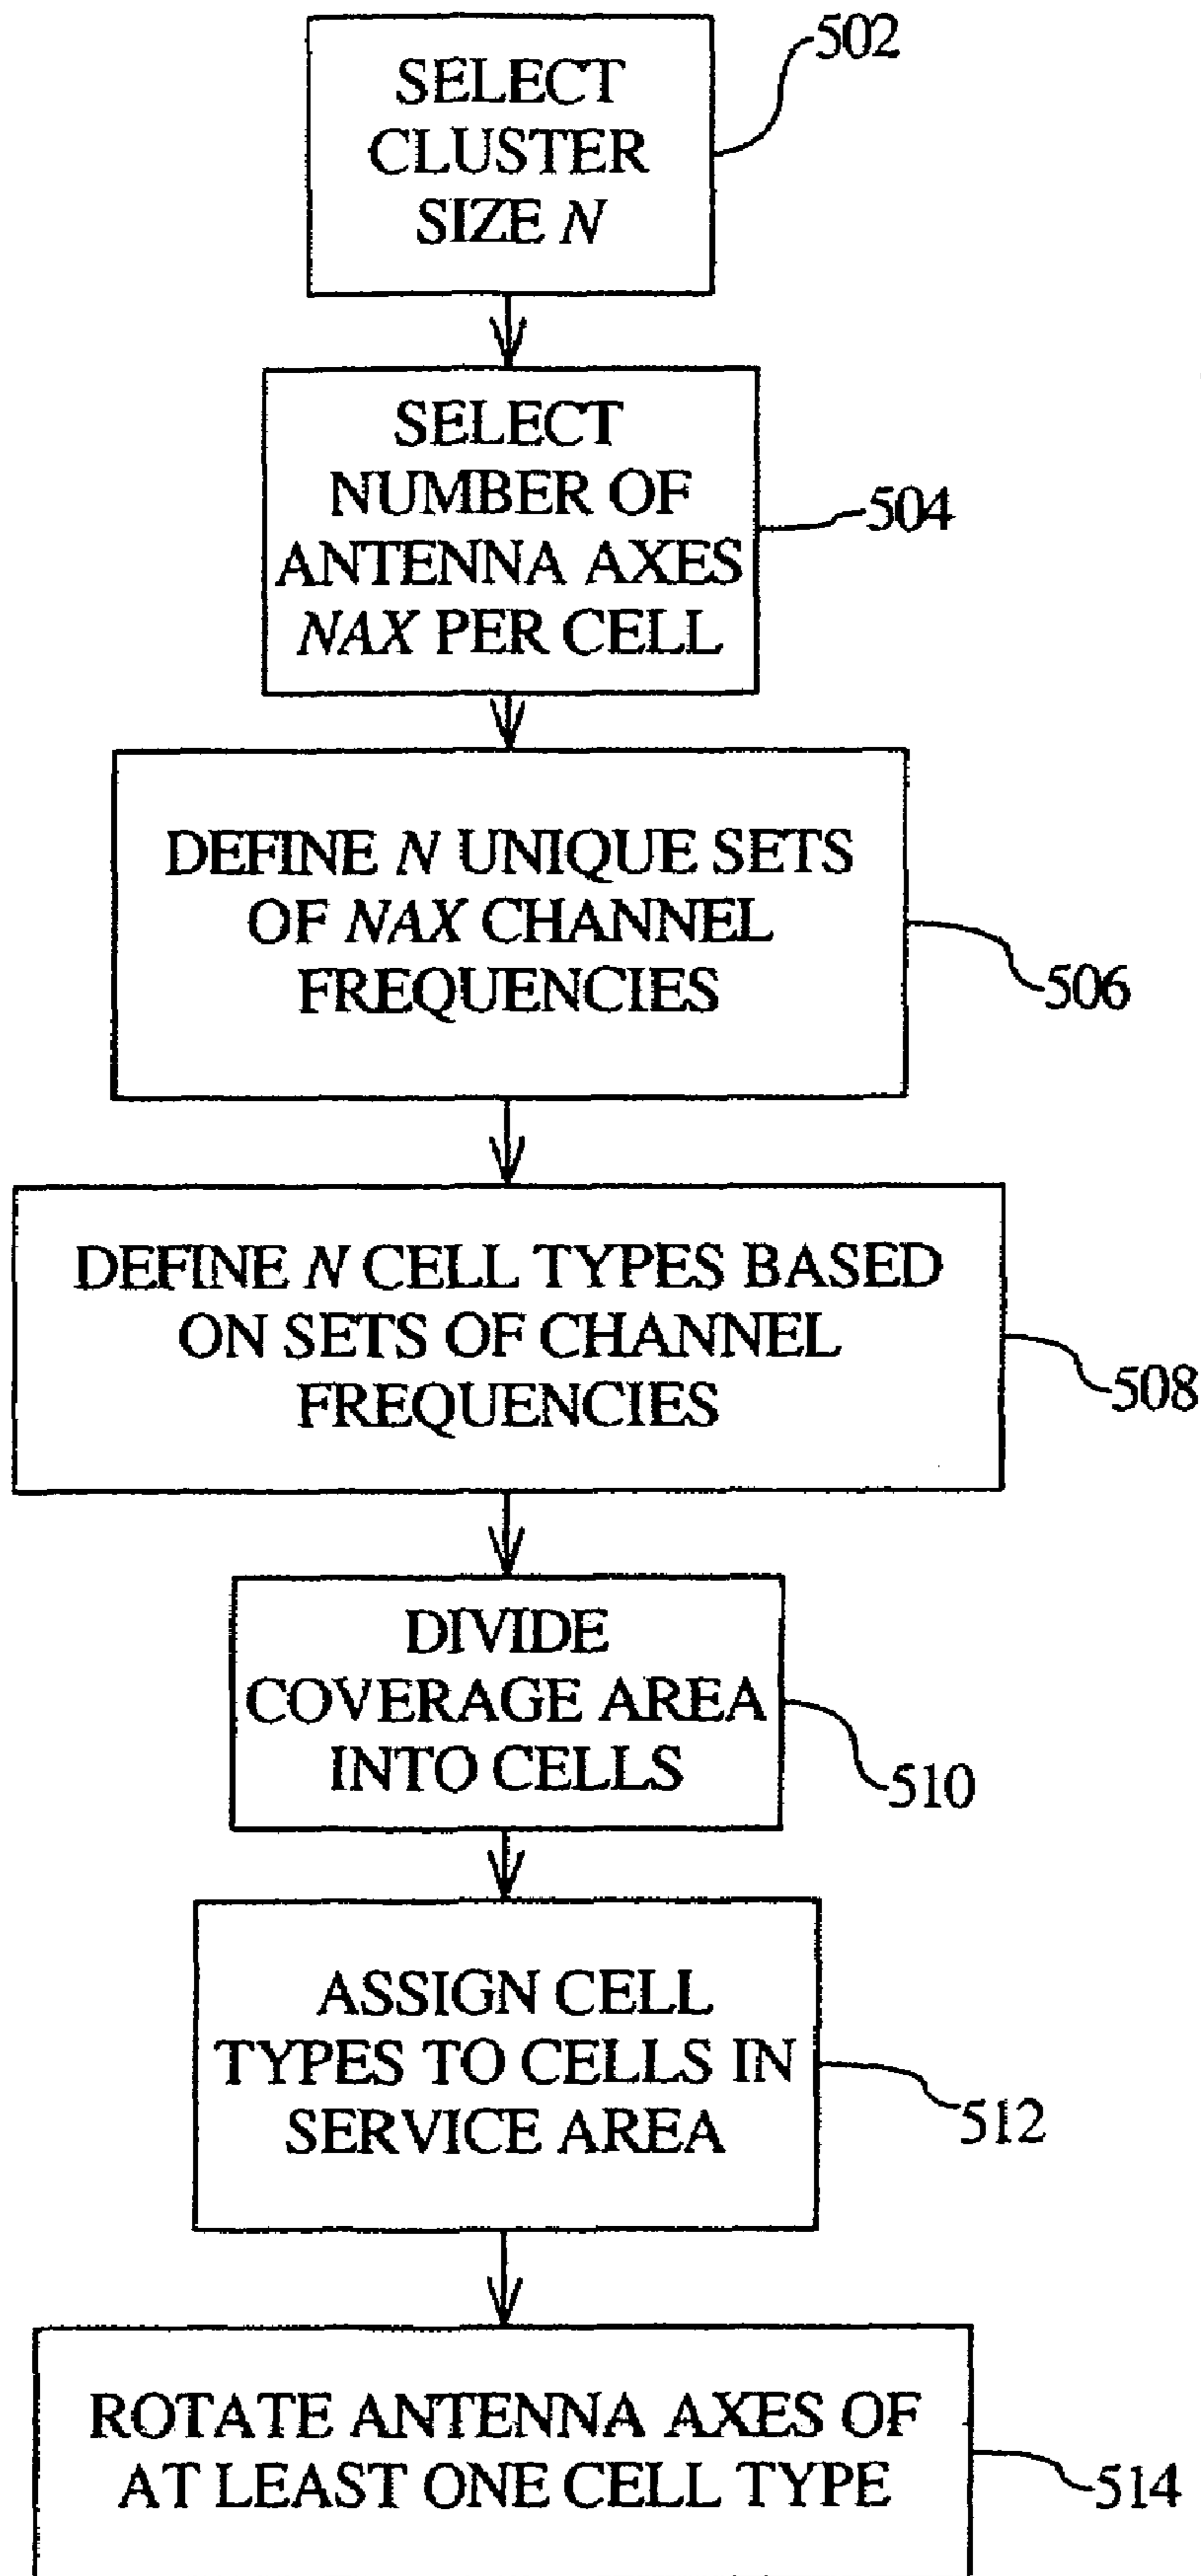 SELECT
CLUSTER
SIZE N
502
SELECT
NUMBER OF
ANTENNA AXES
NAX PER CELL
504
DEFINE N UNIQUE SETS
OF NAX CHANNEL
FREQUENCIES
506
DEFINE N CELL TYPES BASED
ON SETS OF CHANNEL
FREQUENCIES
508
DIVIDE
COVERAGE AREA
INTO CELLS
510
ASSIGN CELL
TYPES TO CELLS IN
SERVICE AREA
512
ROTATE ANTENNA AXES OF
AT LEAST ONE CELL TYPE
514